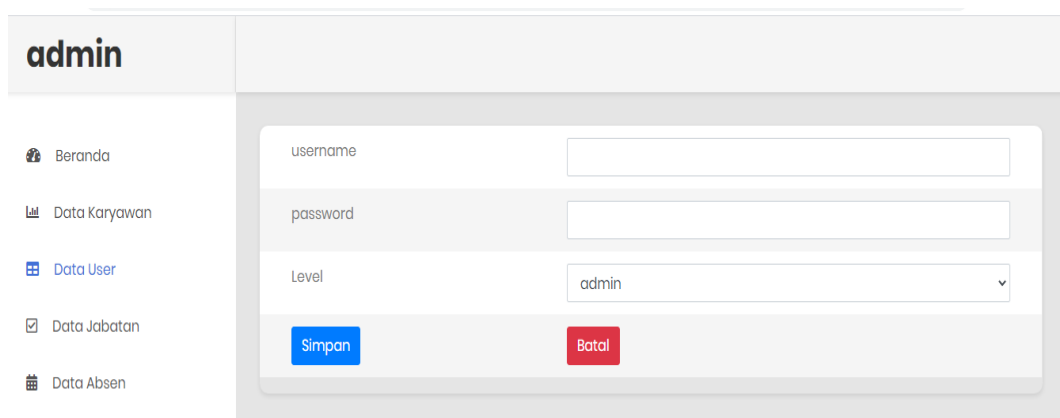 admin
Beranda
Data Karyawan
Data User
Data Jabatan
Data Absen
username
password
Level
admin
Simpan
Batal